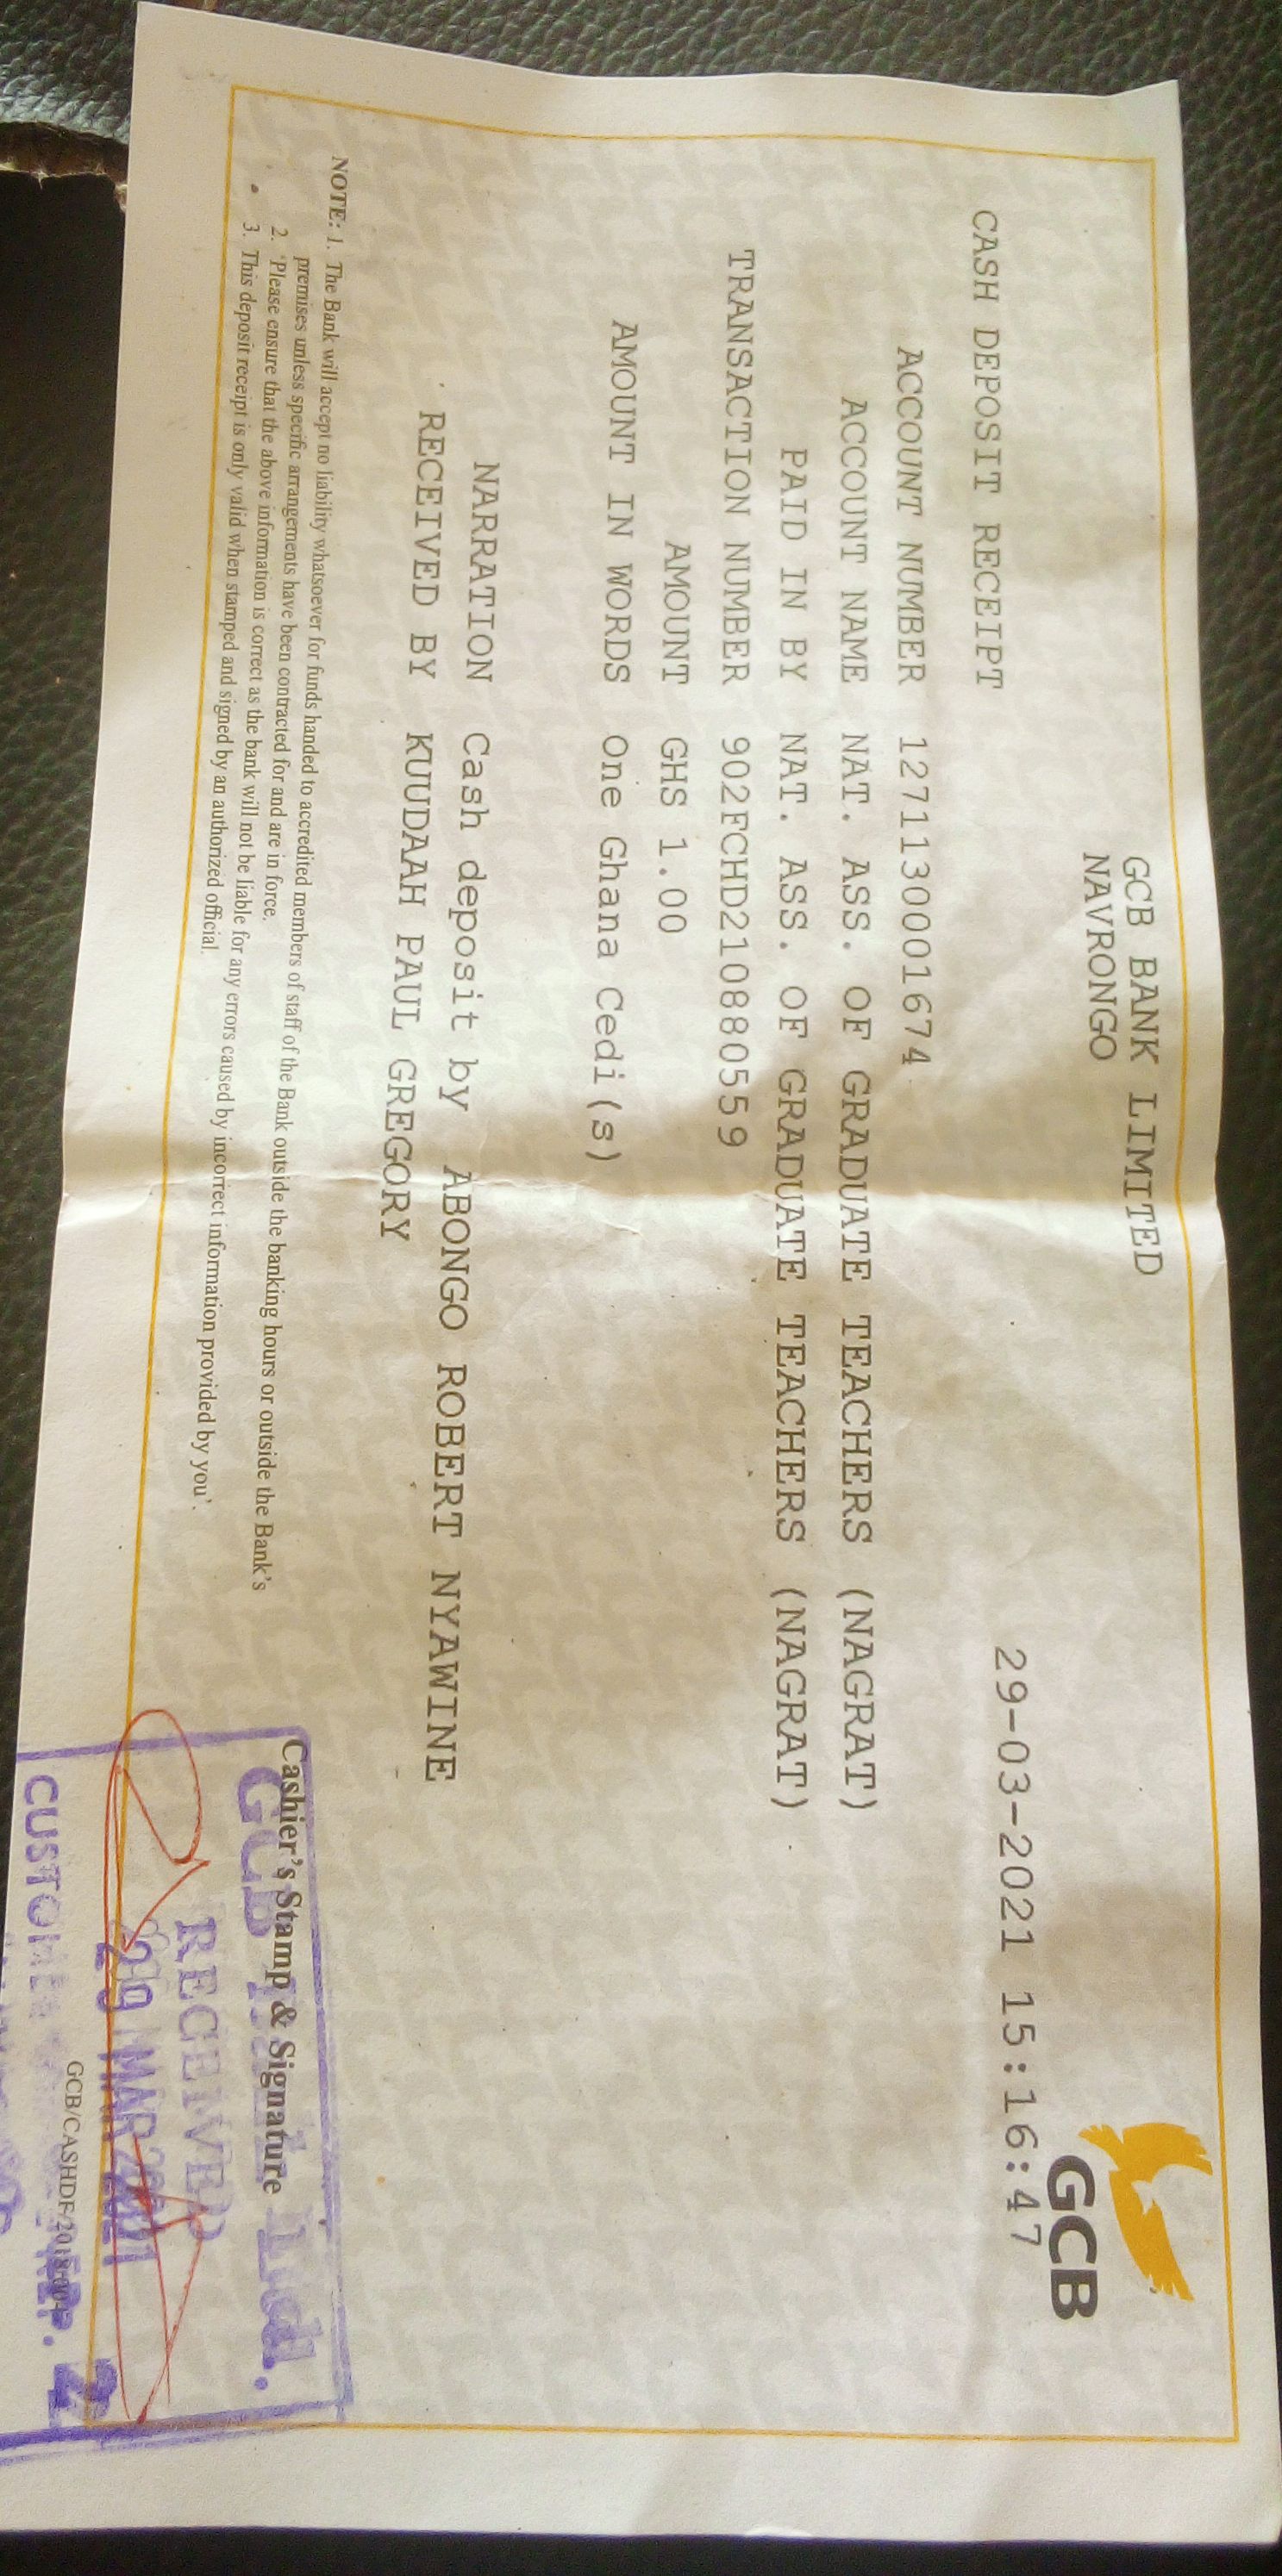 GCB BANK LIMITED
NAVRONGO
GCB
29-03-2021 15:16:47
CASH DEPOSIT RECEIPT
ACCOUNT NUMBER 1271130001674
ACCOUNT NAME NAT. ASS. OF GRADUATE TEACHERS (NAGRAT)
PAID IN BY NAT. ASS. OF GRADUATE TEACHERS (NAGRAT)
TRANSACTION NUMBER 902FCHD210880559
AMOUNT GHS 1.00
AMOUNT IN WORDS One Ghana Cedi(s)
NARRATION Cash deposit by ABONGO ROBERT NYAWINE
RECEIVED BY KUUDAAH PAUL GREGORY
NOTE: 1. The Bank will accept no liability whatsoever for funds handed to accredited members of staff of the Bank outside the banking hours or outside the Bank's
premises unless specific arrangements have been contracted for and are in force.
2. 'Please ensure that the above information is correct as the bank will not be liable for any errors caused by incorrect information provided by you'.
3. This deposit receipt is only valid when stamped and signed by an authorized official.
Cashier's Stamp & Signature
GCB Ltd.
RECEIVED
29 MAR 2021
GCB/CASHDF/2018
2